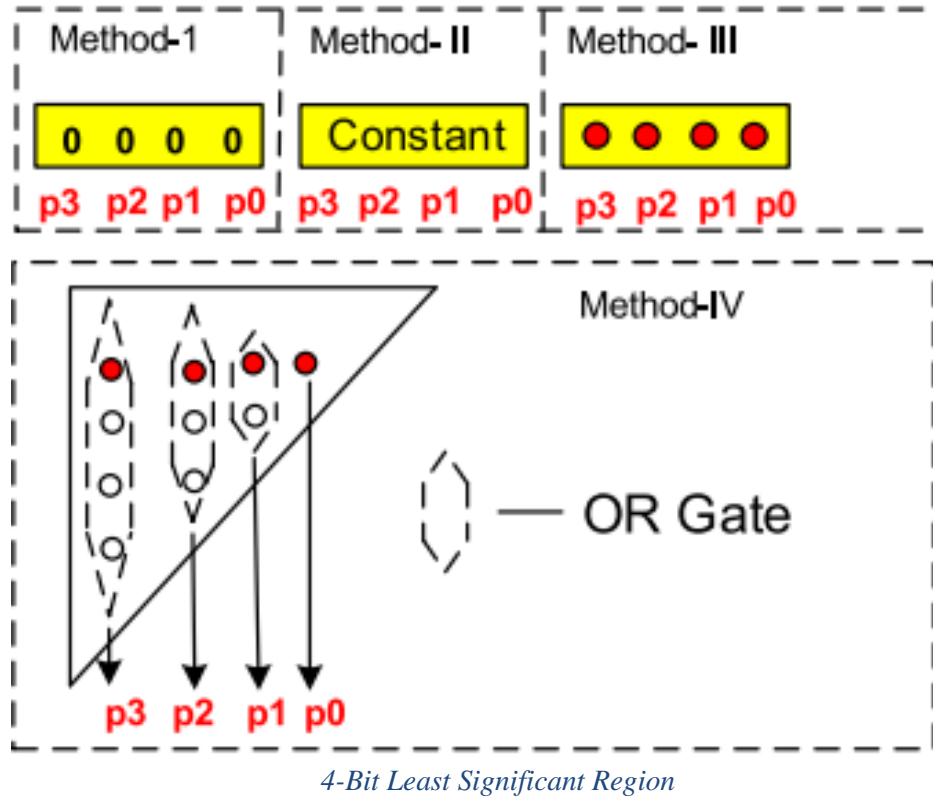 Method-1
0 0 0 0
p3 p2 p1 p0
Method- II
Constant
p3 p2 p1 p0
Method- III
p3 p2 p1 p0
Method-IV
OR Gate
p3 p2 p1 p0
4-Bit Least Significant Region